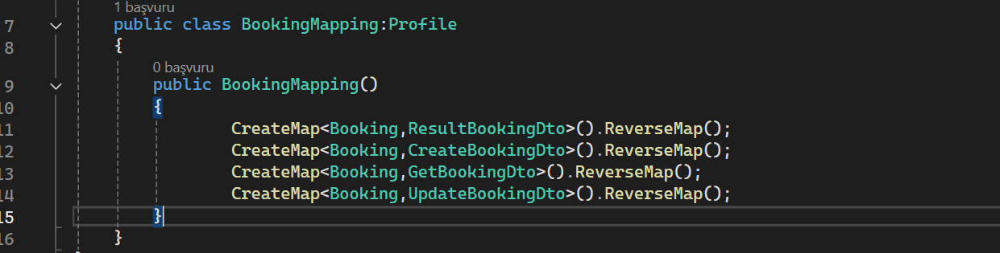 1 başvuru
7 public class BookingMapping:Profile
8 {
0 başvuru
9 public BookingMapping()
10 {
11 CreateMap<Booking,ResultBookingDto>().ReverseMap();
12 CreateMap<Booking,CreateBookingDto>().ReverseMap();
13 CreateMap<Booking,GetBookingDto>().ReverseMap();
14 CreateMap<Booking,UpdateBookingDto>().ReverseMap();
15 }
16 }